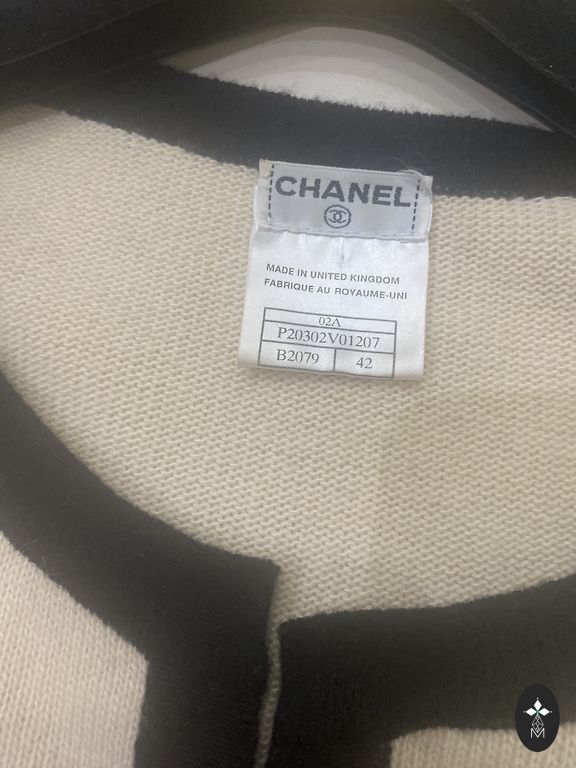 CHANEL
MADE IN UNITED KINGDOM
FABRIQUE AU ROYAUME-UNI
02A
P20302V01207
B2079 42
M